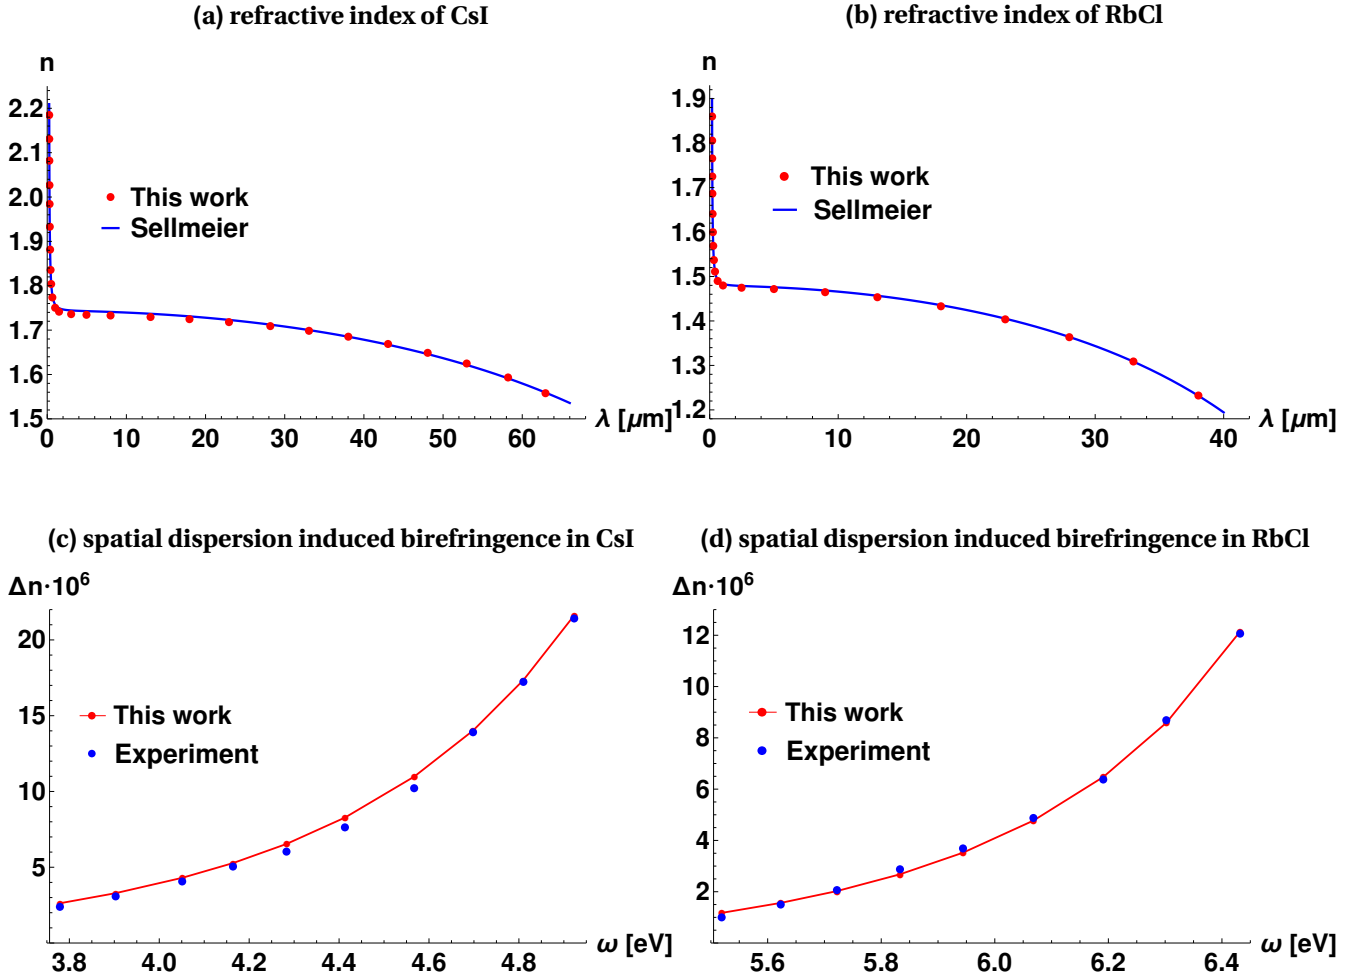 (a) refractive index of CsI
n
2.2
2.1
2.0
1.9
1.8
1.7
1.6
1.5
This work
Sellmeier
0 10 20 30 40 50 60
λ [μm]
(b) refractive index of RbCl
n
1.9
1.8
1.7
1.6
1.5
1.4
1.3
1.2
This work
Sellmeier
0 10 20 30 40
λ [μm]
(c) spatial dispersion induced birefringence in CsI
Δn·10⁶
20
15
10
5
This work
Experiment
3.8 4.0 4.2 4.4 4.6 4.8
ω [eV]
(d) spatial dispersion induced birefringence in RbCl
Δn·10⁶
12
10
8
6
4
2
This work
Experiment
5.6 5.8 6.0 6.2 6.4
ω [eV]